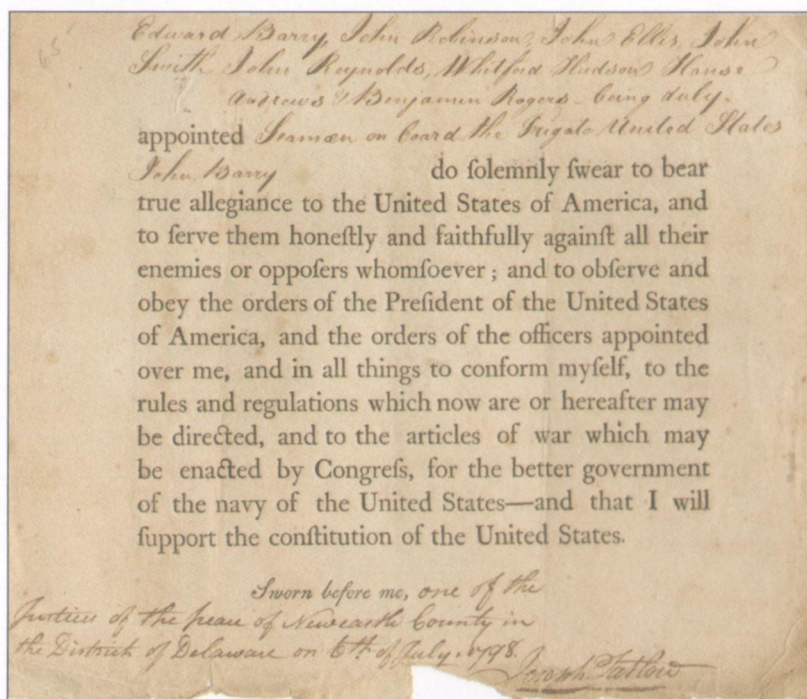 65
Edward Barry, John Robinson, John Ellis, John
Smith, John Reynolds, Whitford Hudson Hanse
Andrews & Benjamin Rogers being duly
appointed Seamen on board the Frigate United States
John Barry do ſolemnly ſwear to bear
true allegiance to the United States of America, and
to ſerve them honeſtly and faithfully againſt all their
enemies or oppoſers whomſoever ; and to obſerve and
obey the orders of the Preſident of the United States
of America, and the orders of the officers appointed
over me, and in all things to conform myſelf, to the
rules and regulations which now are or hereafter may
be directed, and to the articles of war which may
be enacted by Congreſs, for the better government
of the navy of the United States—and that I will
ſupport the conſtitution of the United States.
Sworn before me, one of the
Justices of the peace of Newcastle County in
the District of Delaware on 6th of July. 1798.
Joseph Tatlow